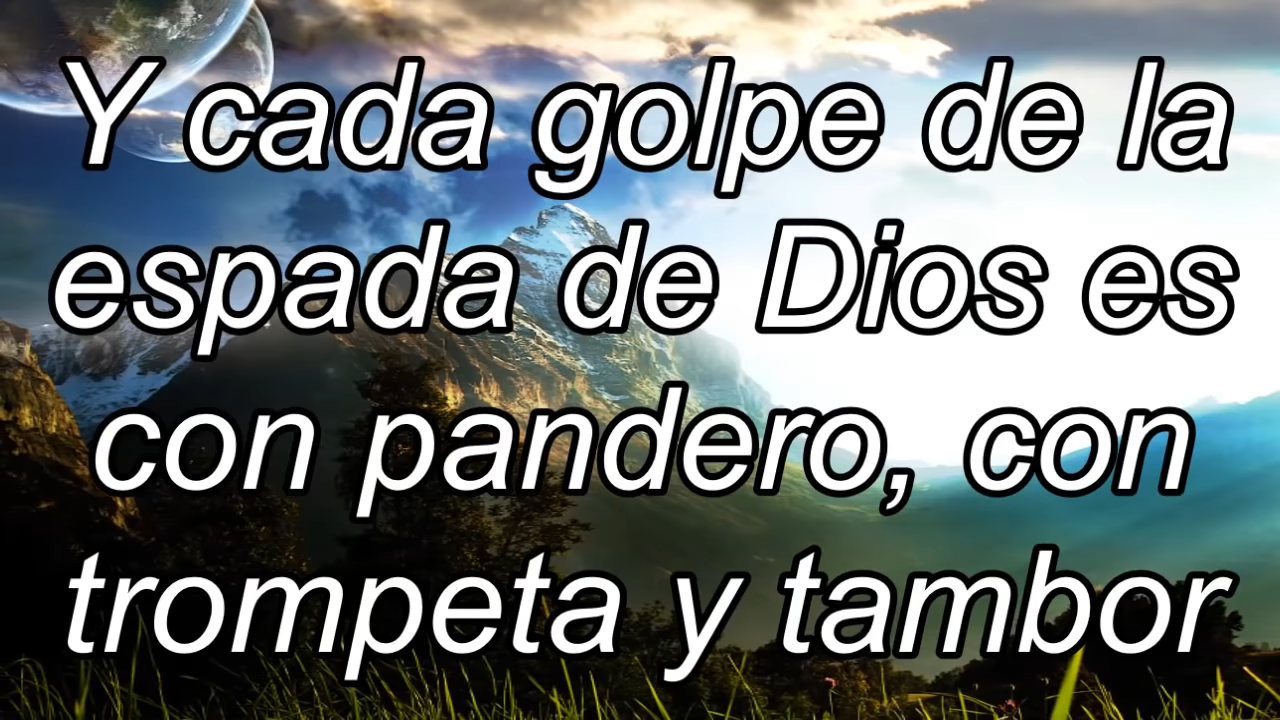 Y cada golpe de la
espada de Dios es
con pandero, con
trompeta y tambor